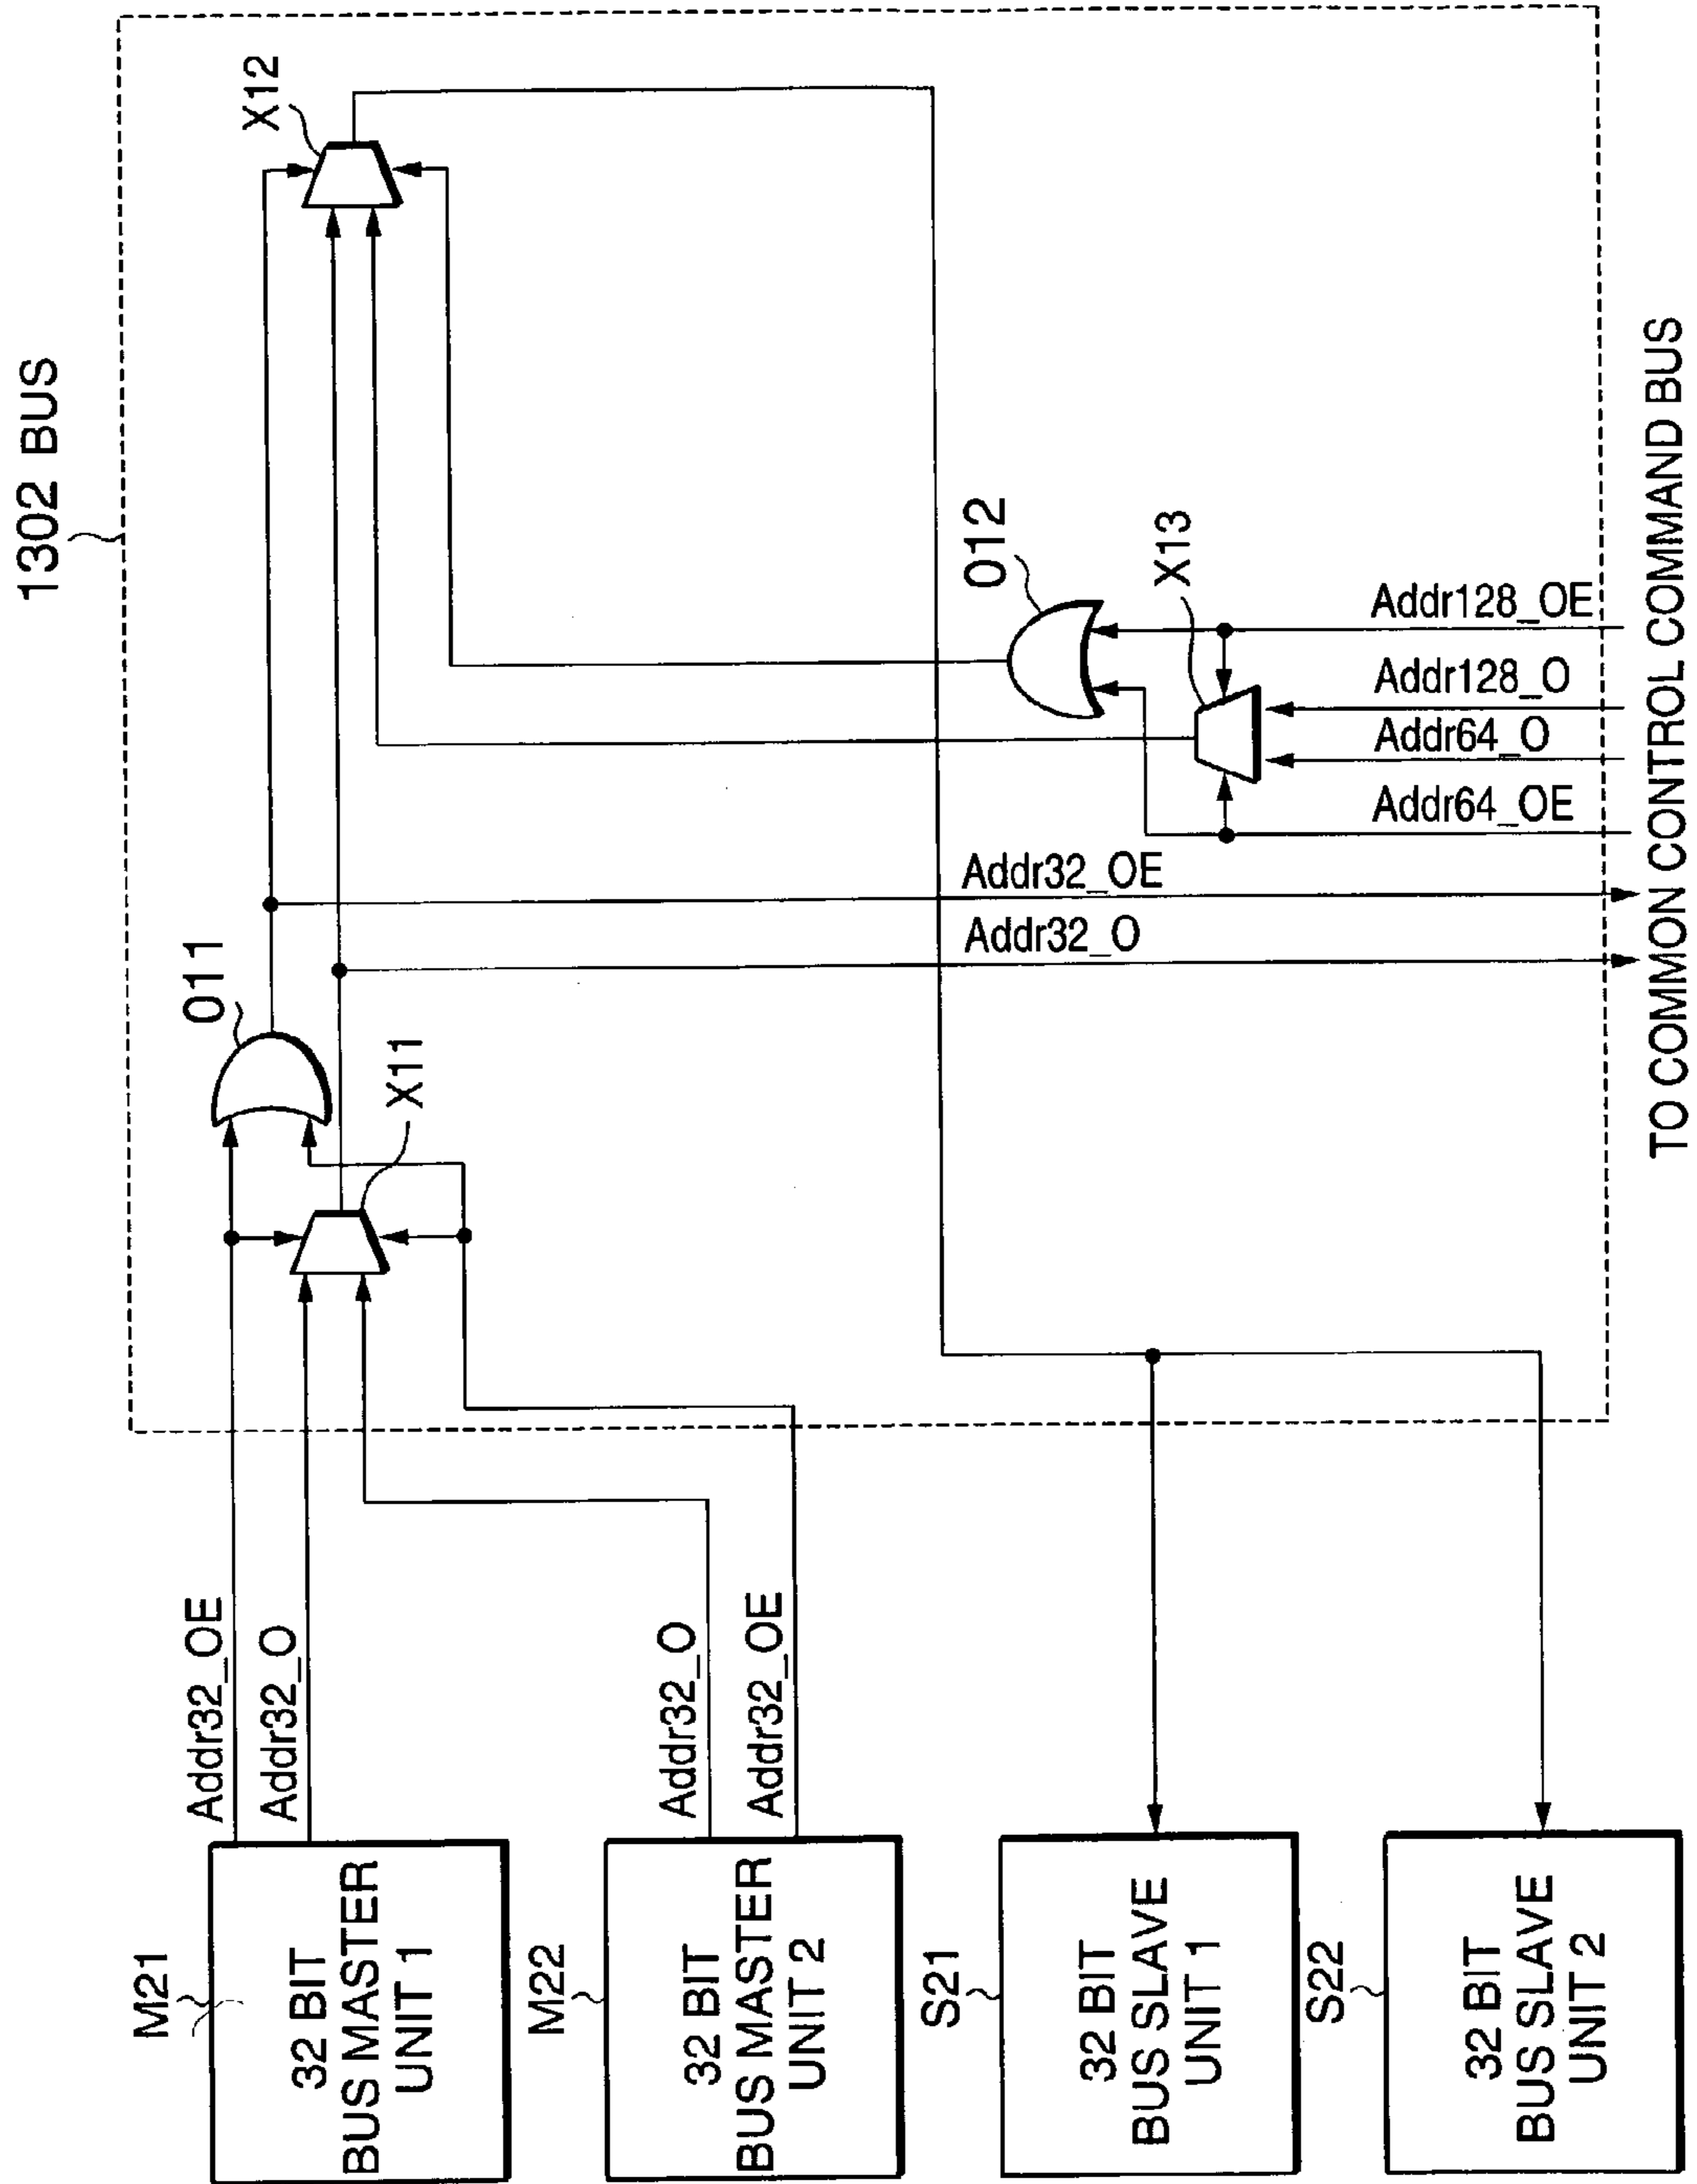 1302 BUS
X12
O11
X11
O12
X13
Addr128_OE
Addr128_O
Addr64_O
Addr64_OE
Addr32_OE
Addr32_O
TO COMMON CONTROL COMMAND BUS
Addr32_OE
Addr32_O
Addr32_O
Addr32_OE
M21
32 BIT
BUS MASTER
UNIT 1
M22
32 BIT
BUS MASTER
UNIT 2
S21
32 BIT
BUS SLAVE
UNIT 1
S22
32 BIT
BUS SLAVE
UNIT 2